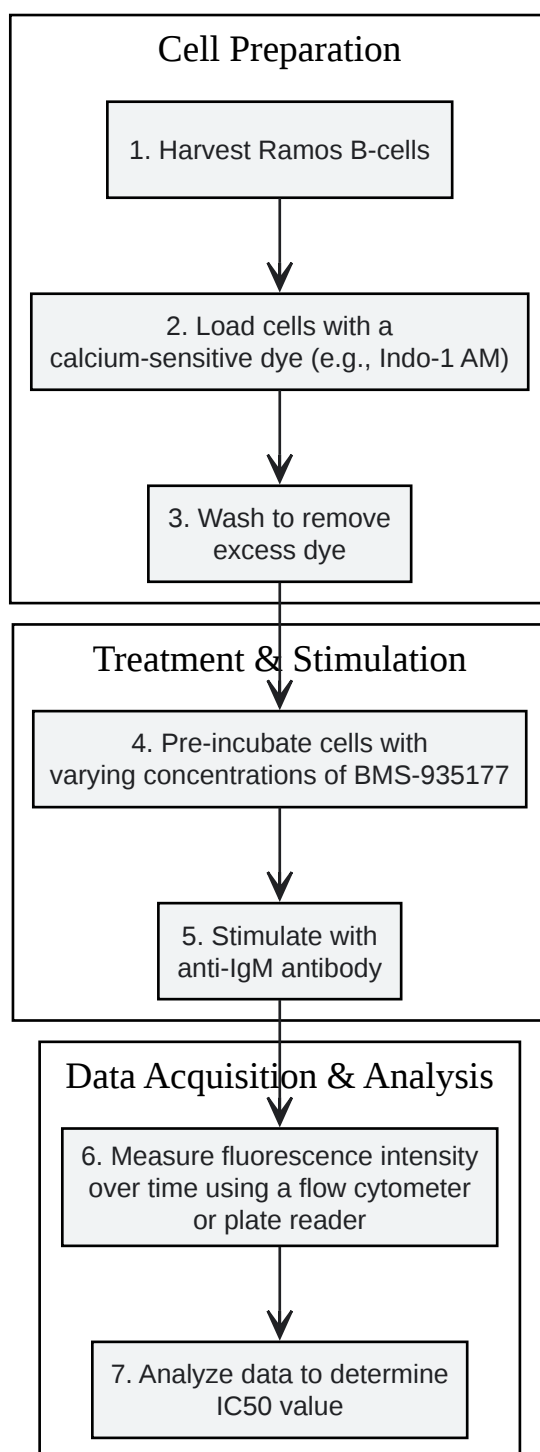 Cell Preparation
1. Harvest Ramos B-cells
2. Load cells with a
calcium-sensitive dye (e.g., Indo-1 AM)
3. Wash to remove
excess dye
Treatment & Stimulation
4. Pre-incubate cells with
varying concentrations of BMS-935177
5. Stimulate with
anti-IgM antibody
Data Acquisition & Analysis
6. Measure fluorescence intensity
over time using a flow cytometer
or plate reader
7. Analyze data to determine
IC50 value